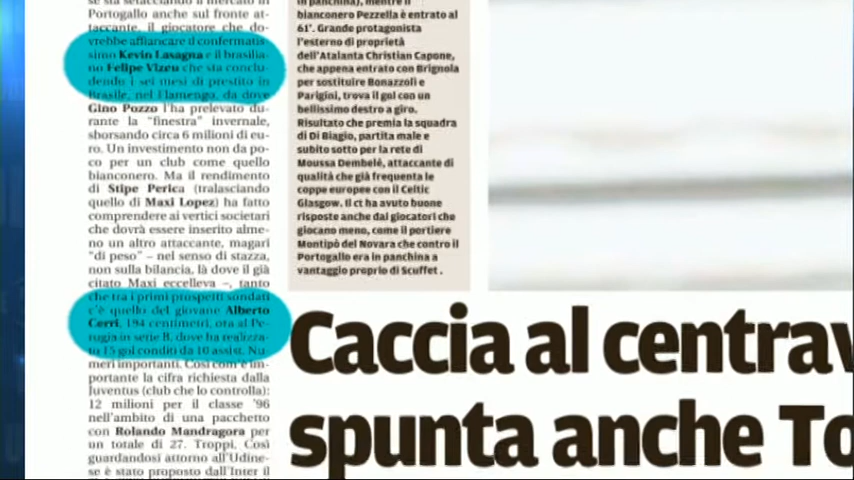 se sta setacciando il mercato in
Portogallo anche sul fronte at-
taccante, il giocatore che do-
vrebbe affiancare il confermatis-
simo Kevin Lasagna e il brasilia-
no Felipe Vizeu che sta conclu-
dendo i sei mesi di prestito in
Brasile, nel Flamengo, da dove
Gino Pozzo l'ha prelevato du-
rante la "finestra" invernale,
sborsando circa 6 milioni di eu-
ro. Un investimento non da po-
co per un club come quello
bianconero. Ma il rendimento
di Stipe Perica (tralasciando
quello di Maxi Lopez) ha fatto
comprendere ai vertici societari
che dovrà essere inserito alme-
no un altro attaccante, magari
"di peso" – nel senso di stazza,
non sulla bilancia, là dove il già
citato Maxi eccelleva –, tanto
che tra i primi prospetti sondati
c'è quello del giovane Alberto
Cerri, 194 centimetri, ora al Pe-
rugia in serie B, dove ha realizza-
to 15 gol condito da 10 assist. Nu-
meri importanti. Così com'è im-
portante la cifra richiesta dalla
Juventus (club che lo controlla):
12 milioni per il classe '96
nell'ambito di una pacchetto
con Rolando Mandragora per
un totale di 27. Troppi. Così
guardandosi attorno all'Udine-
se è stato proposto dall'Inter il
in panchina), mentre il
bianconero Pezzella è entrato al
61'. Grande protagonista
l'esterno di proprietà
dell'Atalanta Christian Capone,
che appena entrato con Brignola
per sostituire Bonazzoli e
Parigini, trova il gol con un
bellissimo destro a giro.
Risultato che premia la squadra
di Di Biagio, partita male e
subito sotto per la rete di
Moussa Dembelé, attaccante di
qualità che già frequenta le
coppe europee con il Celtic
Glasgow. Il ct ha avuto buone
risposte anche dai giocatori che
giocano meno, come il portiere
Montipò del Novara che contro il
Portogallo era in panchina a
vantaggio proprio di Scuffet .
Caccia al centrav
spunta anche To